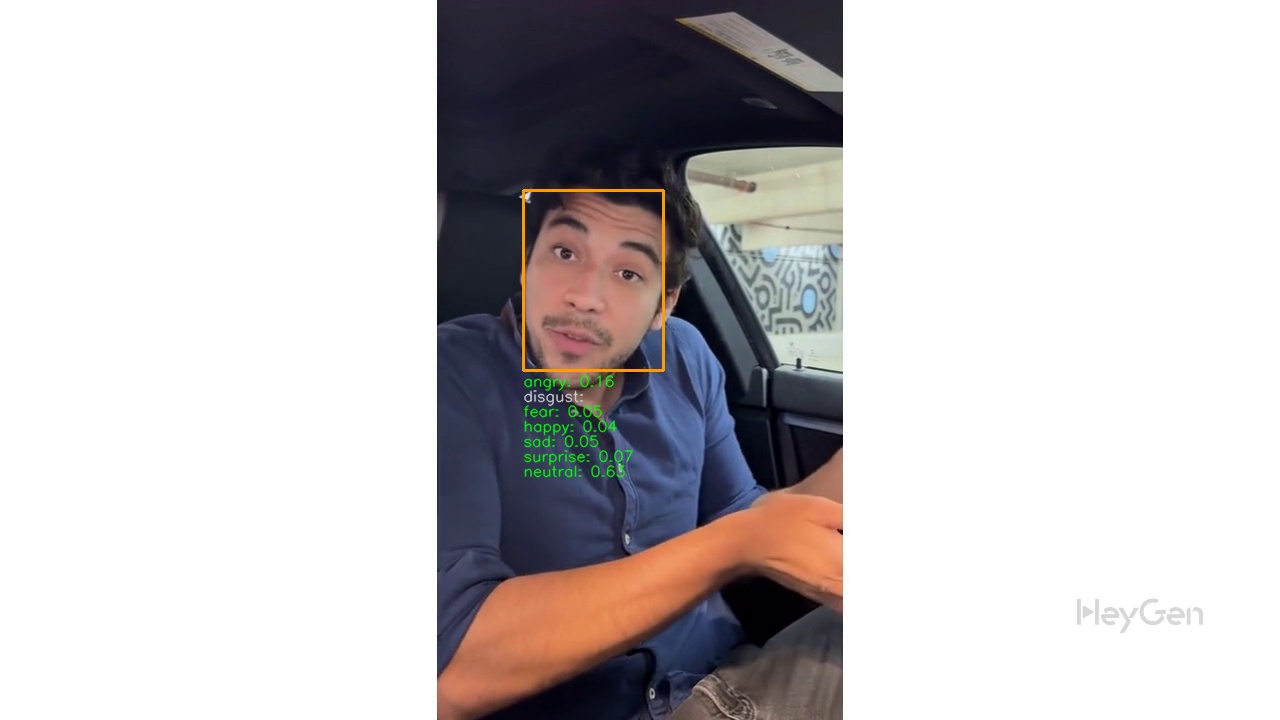 angry: 0.16
disgust:
fear: 0.05
happy: 0.04
sad: 0.05
surprise: 0.07
neutral: 0.63
HeyGen